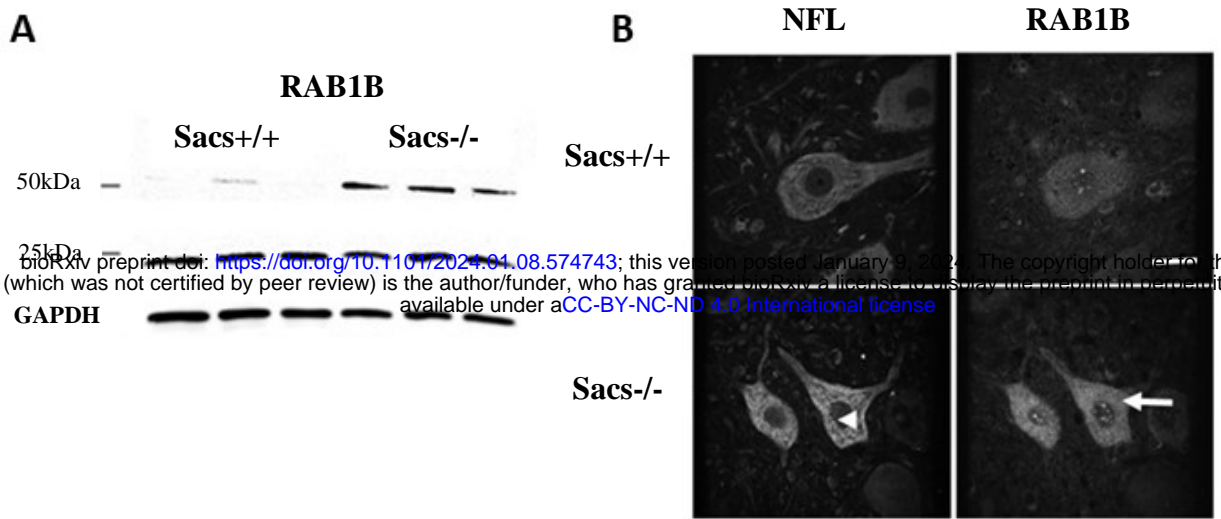 A
B
NFL
RAB1B
RAB1B
Sacs+/+
Sacs-/-
Sacs+/+
50kDa
25kDa
bioRxiv preprint doi: https://doi.org/10.1101/2024.01.08.574743; this version posted January 9, 2024. The copyright holder for th
(which was not certified by peer review) is the author/funder, who has granted bioRxiv a license to display the preprint in perpetuit
available under aCC-BY-NC-ND 4.0 International license
GAPDH
Sacs-/-